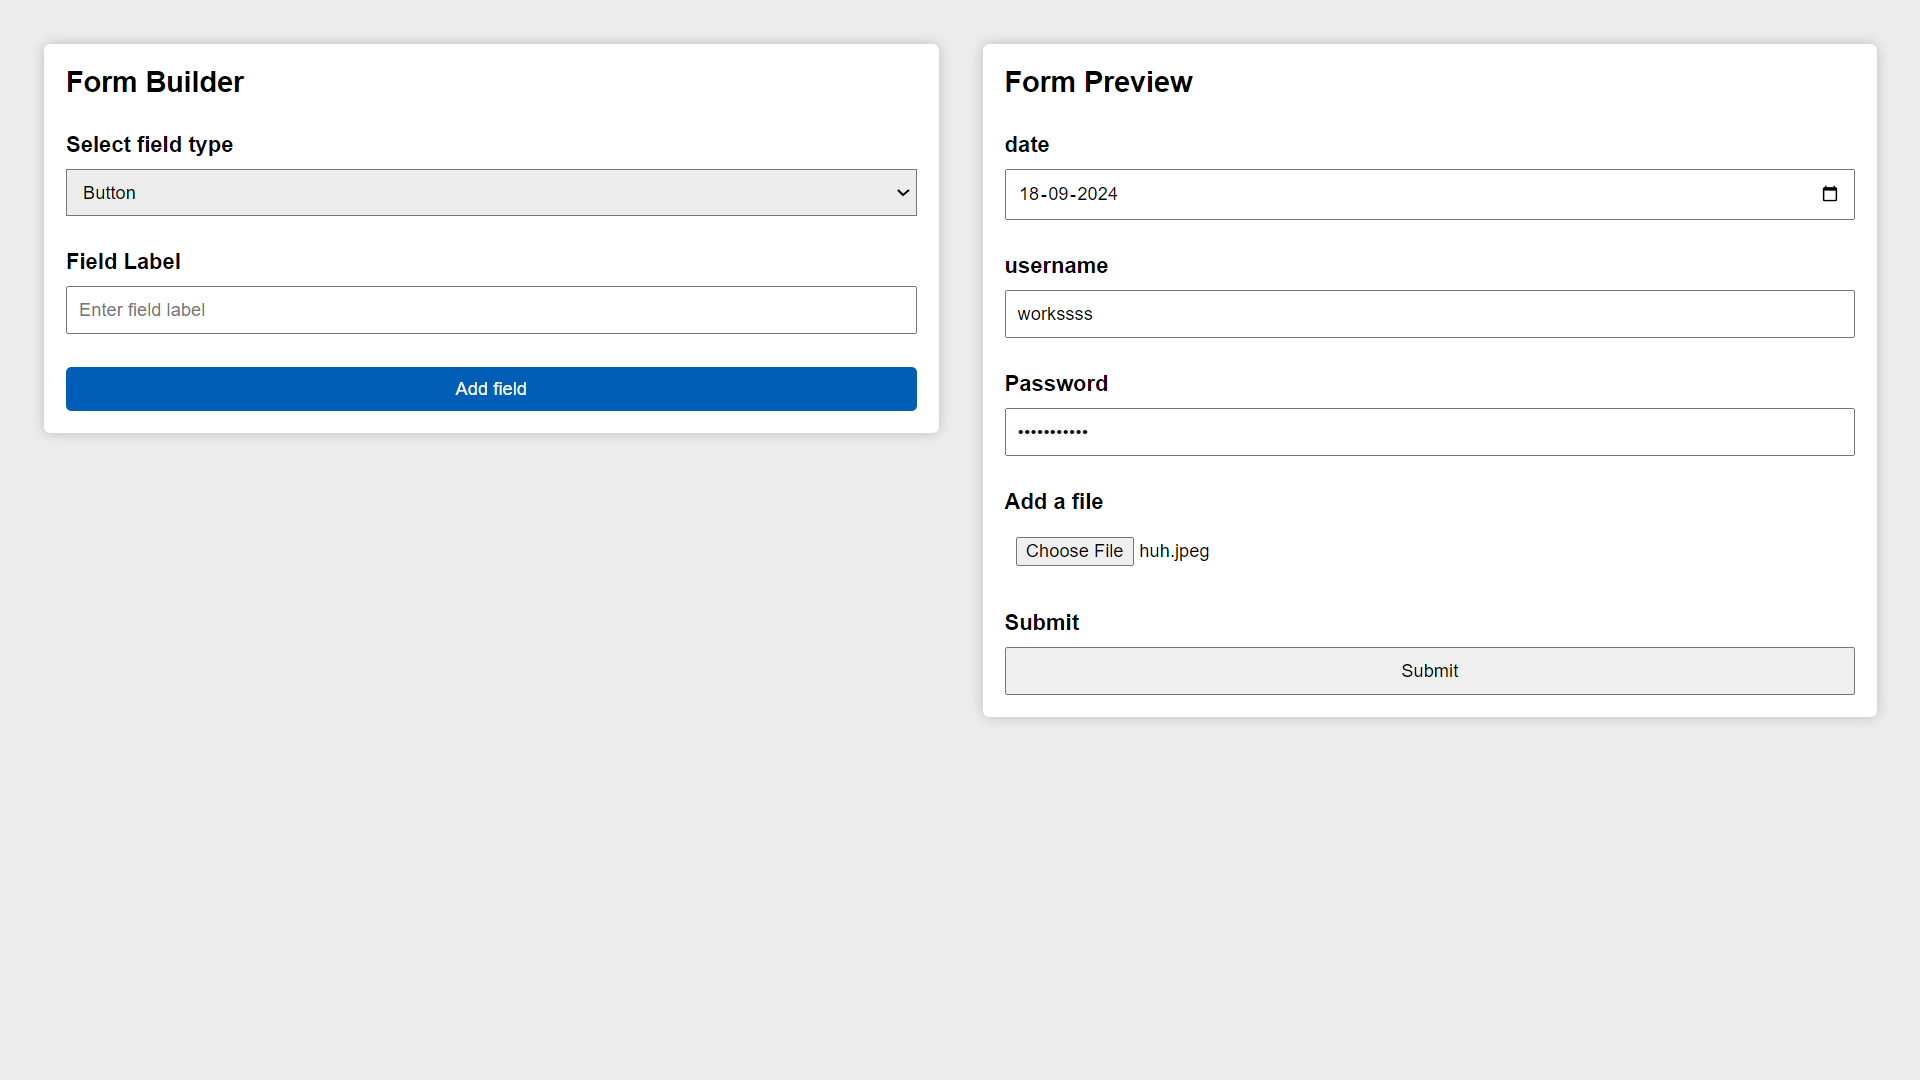 Form Builder
Select field type
Button
Field Label
Enter field label
Add field
Form Preview
date
18-09-2024
username
workssss
Password
•••••••••••
Add a file
Choose File huh.jpeg
Submit
Submit